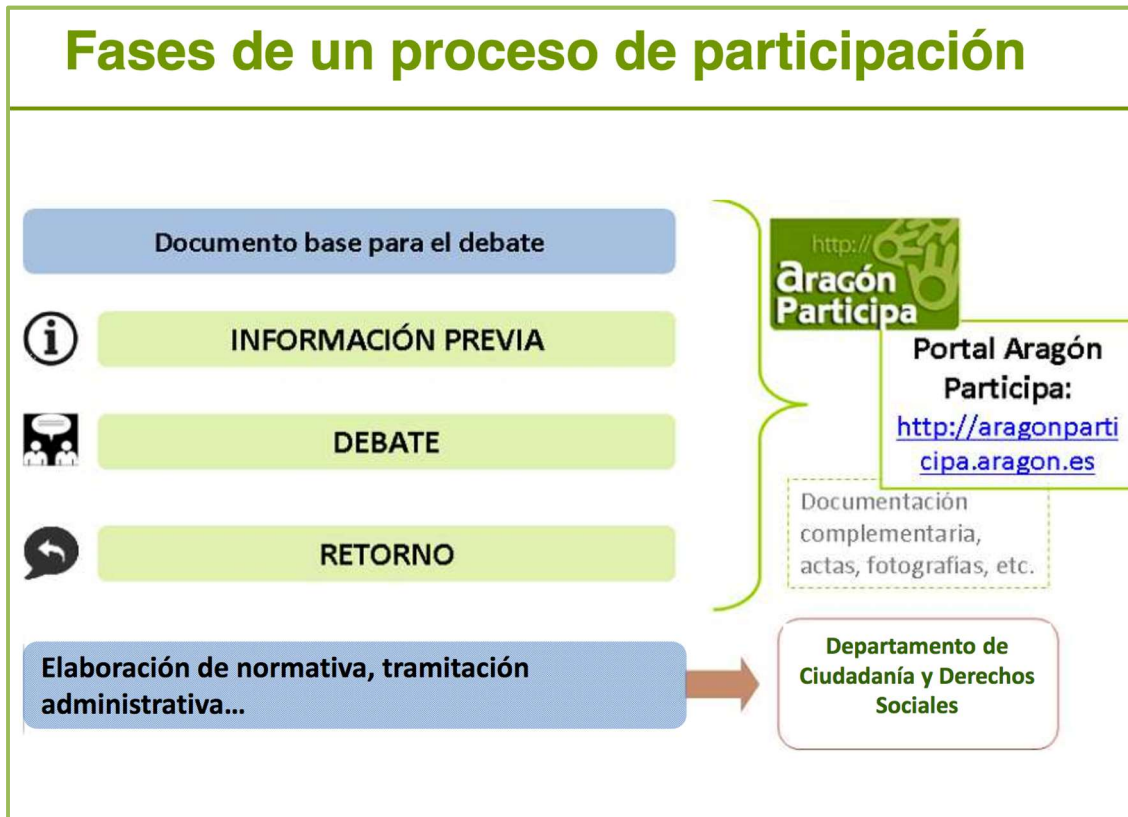 Fases de un proceso de participación
Documento base para el debate
INFORMACIÓN PREVIA
DEBATE
RETORNO
http://
aragón
Participa
Portal Aragón
Participa:
http://aragonparti
cipa.aragon.es
Documentación
complementaria,
actas, fotografías, etc.
Elaboración de normativa, tramitación
administrativa…
Departamento de
Ciudadanía y Derechos
Sociales